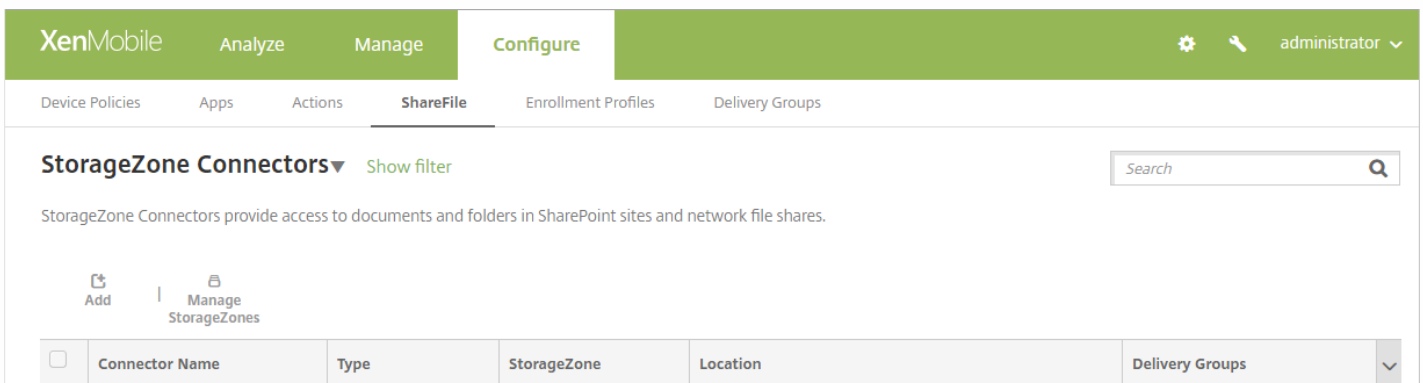 XenMobile Analyze Manage Configure administrator
Device Policies Apps Actions ShareFile Enrollment Profiles Delivery Groups
StorageZone Connectors Show filter Search
StorageZone Connectors provide access to documents and folders in SharePoint sites and network file shares.
Add | Manage
StorageZones
Connector Name Type StorageZone Location Delivery Groups